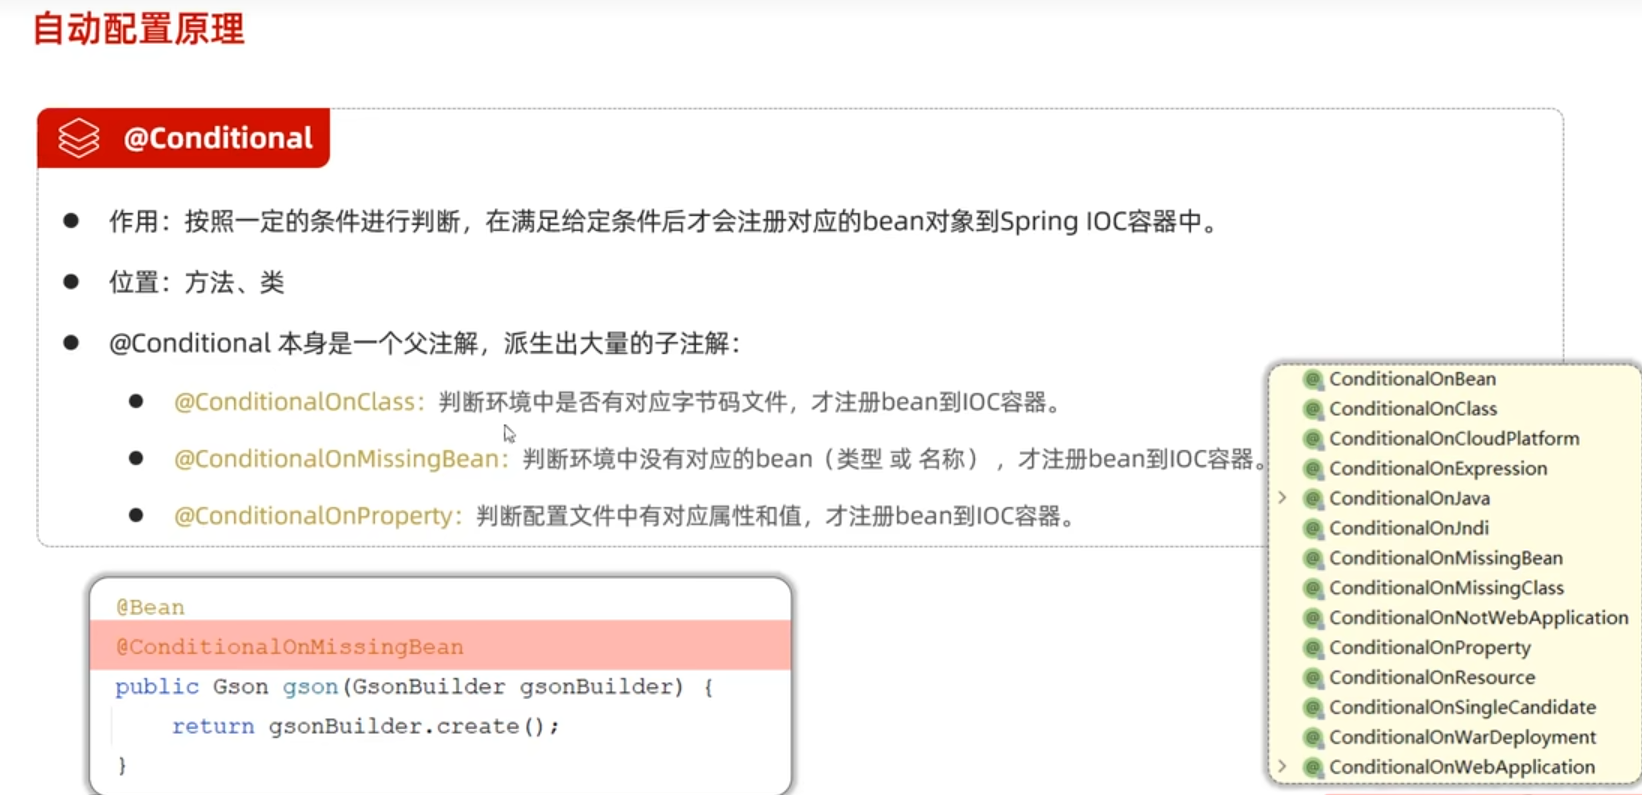 自动配置原理
@Conditional
作用：按照一定的条件进行判断，在满足给定条件后才会注册对应的bean对象到Spring IOC容器中。
位置：方法、类
@Conditional 本身是一个父注解，派生出大量的子注解：
@ConditionalOnClass：判断环境中是否有对应字节码文件，才注册bean到IOC容器。
@ConditionalOnMissingBean：判断环境中没有对应的bean（类型 或 名称），才注册bean到IOC容器。
@ConditionalOnProperty：判断配置文件中有对应属性和值，才注册bean到IOC容器。
@Bean
@ConditionalOnMissingBean
public Gson gson(GsonBuilder gsonBuilder) {
return gsonBuilder.create();
}
ConditionalOnBean
ConditionalOnClass
ConditionalOnCloudPlatform
ConditionalOnExpression
ConditionalOnJava
ConditionalOnJndi
ConditionalOnMissingBean
ConditionalOnMissingClass
ConditionalOnNotWebApplication
ConditionalOnProperty
ConditionalOnResource
ConditionalOnSingleCandidate
ConditionalOnWarDeployment
ConditionalOnWebApplication